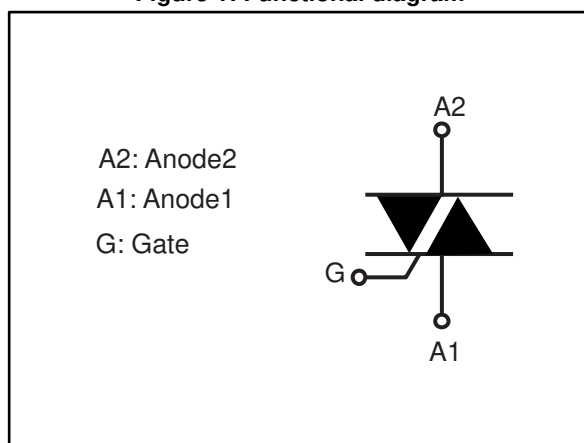 Figure 1. Functional diagram
A2
A2: Anode2
A1: Anode1
G: Gate
G
A1